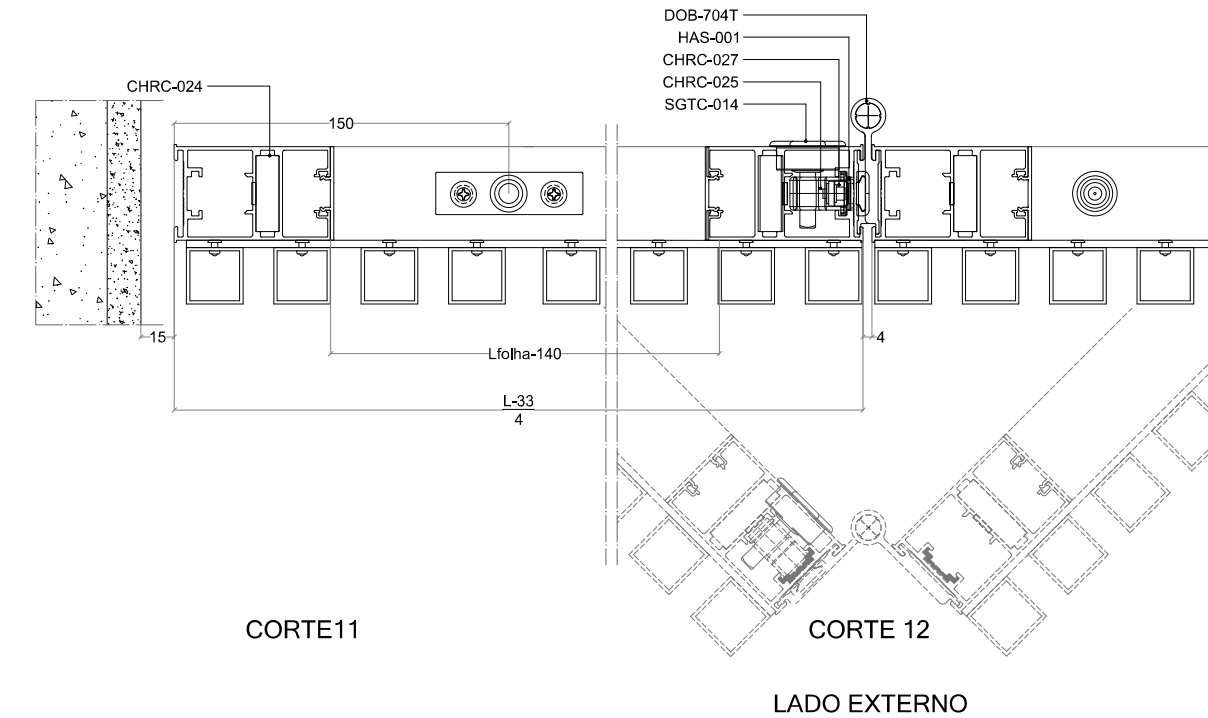 DOB-704T
HAS-001
CHRC-027
CHRC-025
SGTC-014
CHRC-024
150
15
Lfolha-140
4
L-33
4
CORTE11
CORTE 12
LADO EXTERNO